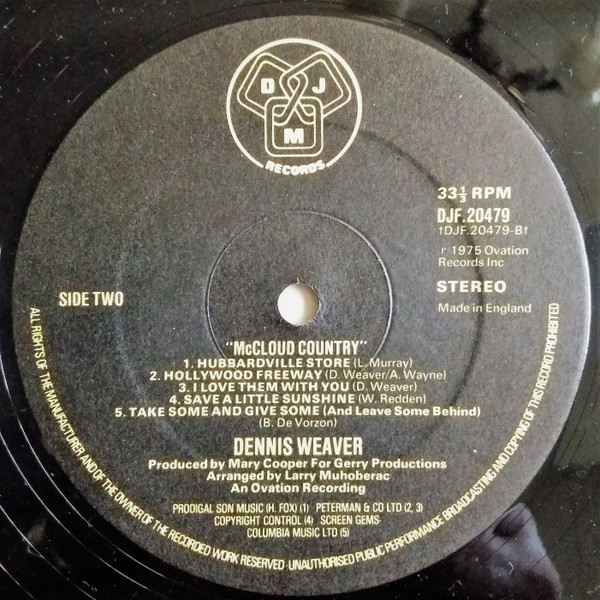 D J
M
RECORDS
33⅓ RPM
DJF.20479
†DJF.20479-B†
℗ 1975 Ovation
Records Inc
SIDE TWO
STEREO
Made in England
"McCLOUD COUNTRY"
1. HUBBARDVILLE STORE (L. Murray)
2. HOLLYWOOD FREEWAY (D. Weaver/A. Wayne)
3. I LOVE THEM WITH YOU (D. Weaver)
4. SAVE A LITTLE SUNSHINE (W. Redden)
5. TAKE SOME AND GIVE SOME (And Leave Some Behind)
(B. De Vorzon)
DENNIS WEAVER
Produced by Mary Cooper For Gerry Productions
Arranged by Larry Muhoberac
An Ovation Recording
PRODIGAL SON MUSIC (H. FOX) (1) PETERMAN & CO LTD (2, 3)
COPYRIGHT CONTROL (4) SCREEN GEMS-
COLUMBIA MUSIC LTD (5)
ALL RIGHTS OF THE MANUFACTURER AND OF THE OWNER OF THE RECORDED WORK RESERVED·UNAUTHORISED PUBLIC PERFORMANCE BROADCASTING AND COPYING OF THIS RECORD PROHIBITED